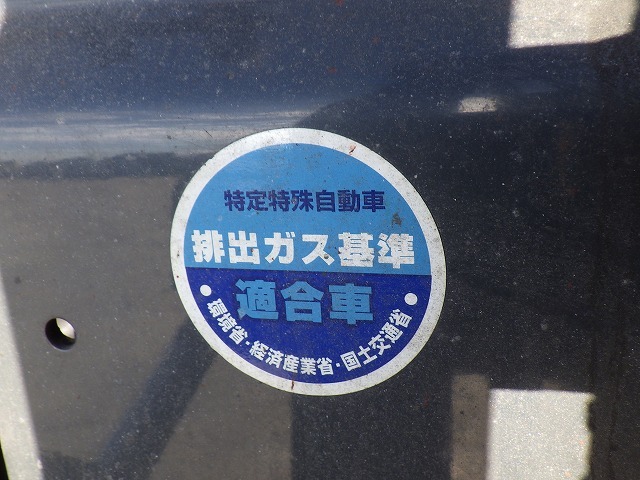 特定特殊自動車
排出ガス基準
適合車
環境省・経済産業省・国土交通省